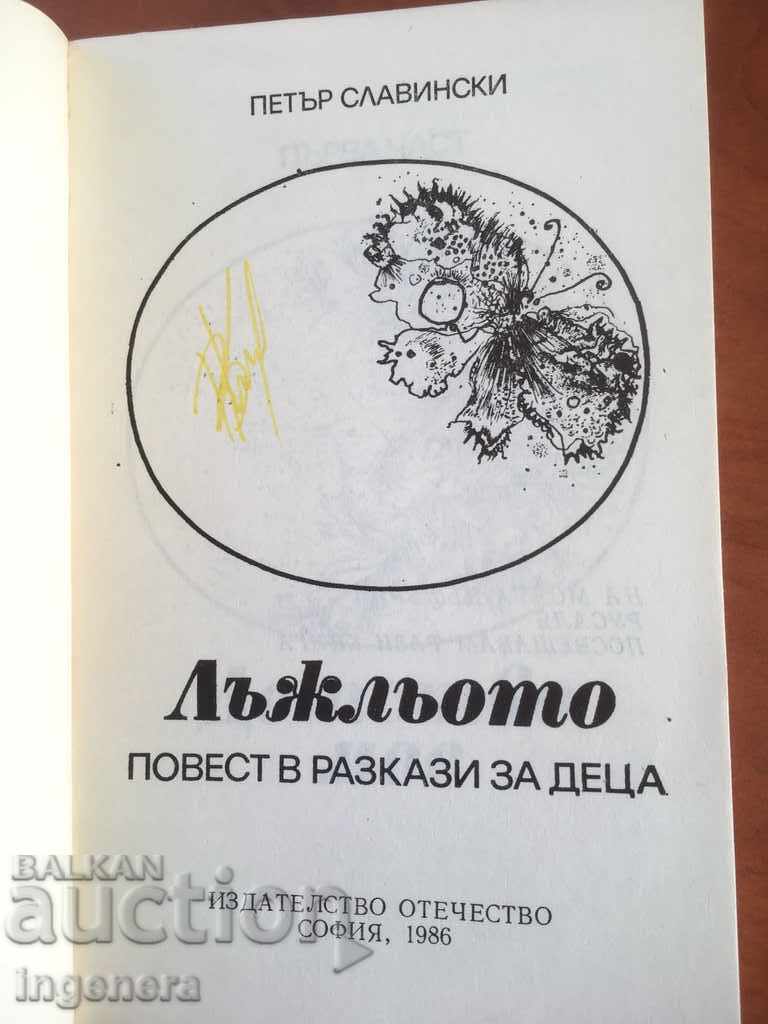 ПЕТЪР СЛАВИНСКИ
Лъжльото
ПОВЕСТ В РАЗКАЗИ ЗА ДЕЦА
ИЗДАТЕЛСТВО ОТЕЧЕСТВО
СОФИЯ, 1986
BALKAN
auction
ingenera